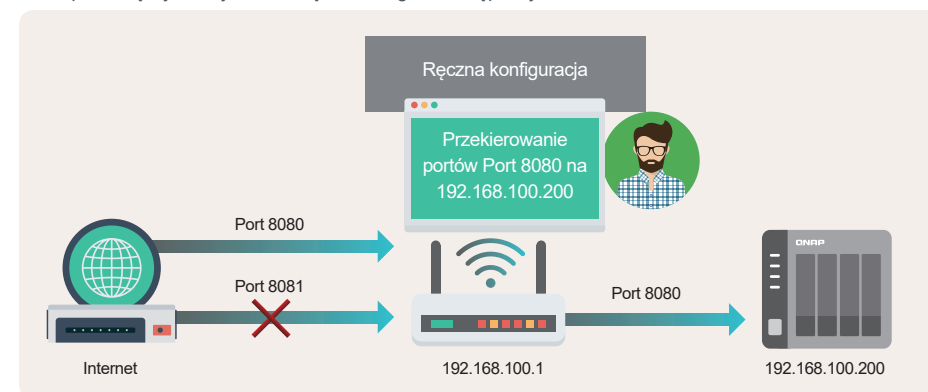 Ręczna konfiguracja
Przekierowanie
portów Port 8080 na
192.168.100.200
Port 8080
Port 8081
Port 8080
QNAP
Internet
192.168.100.1
192.168.100.200